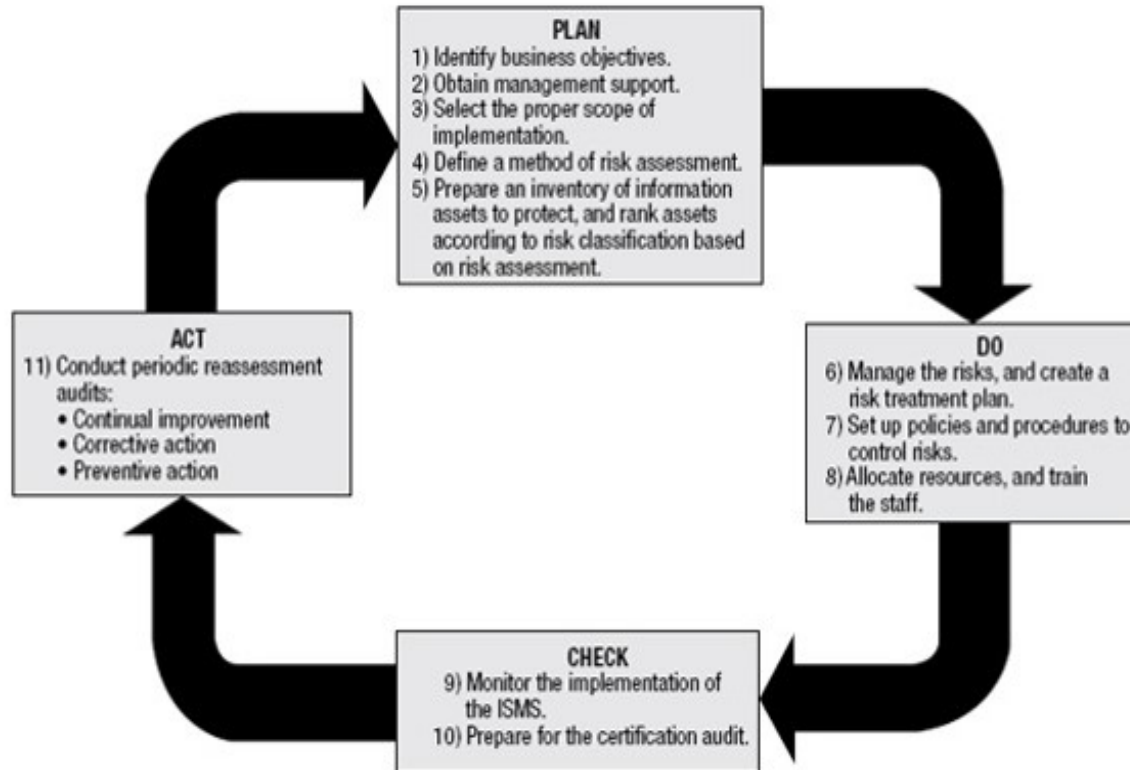 PLAN
1) Identify business objectives.
2) Obtain management support.
3) Select the proper scope of
implementation.
4) Define a method of risk assessment.
5) Prepare an inventory of information
assets to protect, and rank assets
according to risk classification based
on risk assessment.
DO
6) Manage the risks, and create a
risk treatment plan.
7) Set up policies and procedures to
control risks.
8) Allocate resources, and train
the staff.
CHECK
9) Monitor the implementation of
the ISMS.
10) Prepare for the certification audit.
ACT
11) Conduct periodic reassessment
audits:
• Continual improvement
• Corrective action
• Preventive action